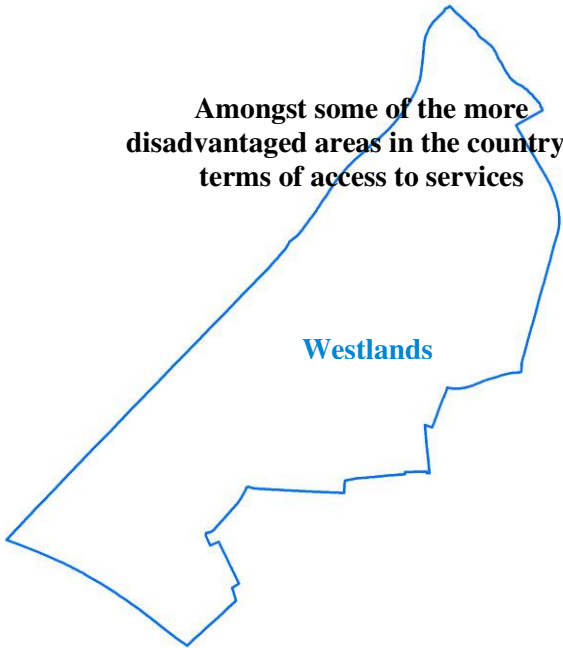 Amongst some of the more
disadvantaged areas in the country
terms of access to services
Westlands